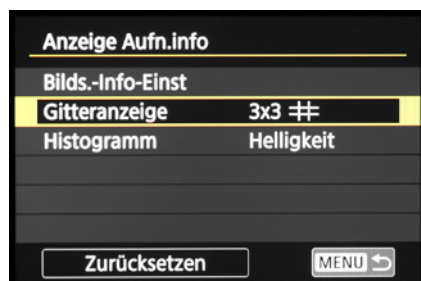 Anzeige Aufn.info
Bilds.-Info-Einst
Gitteranzeige 3x3
Histogramm Helligkeit
Zurücksetzen MENU